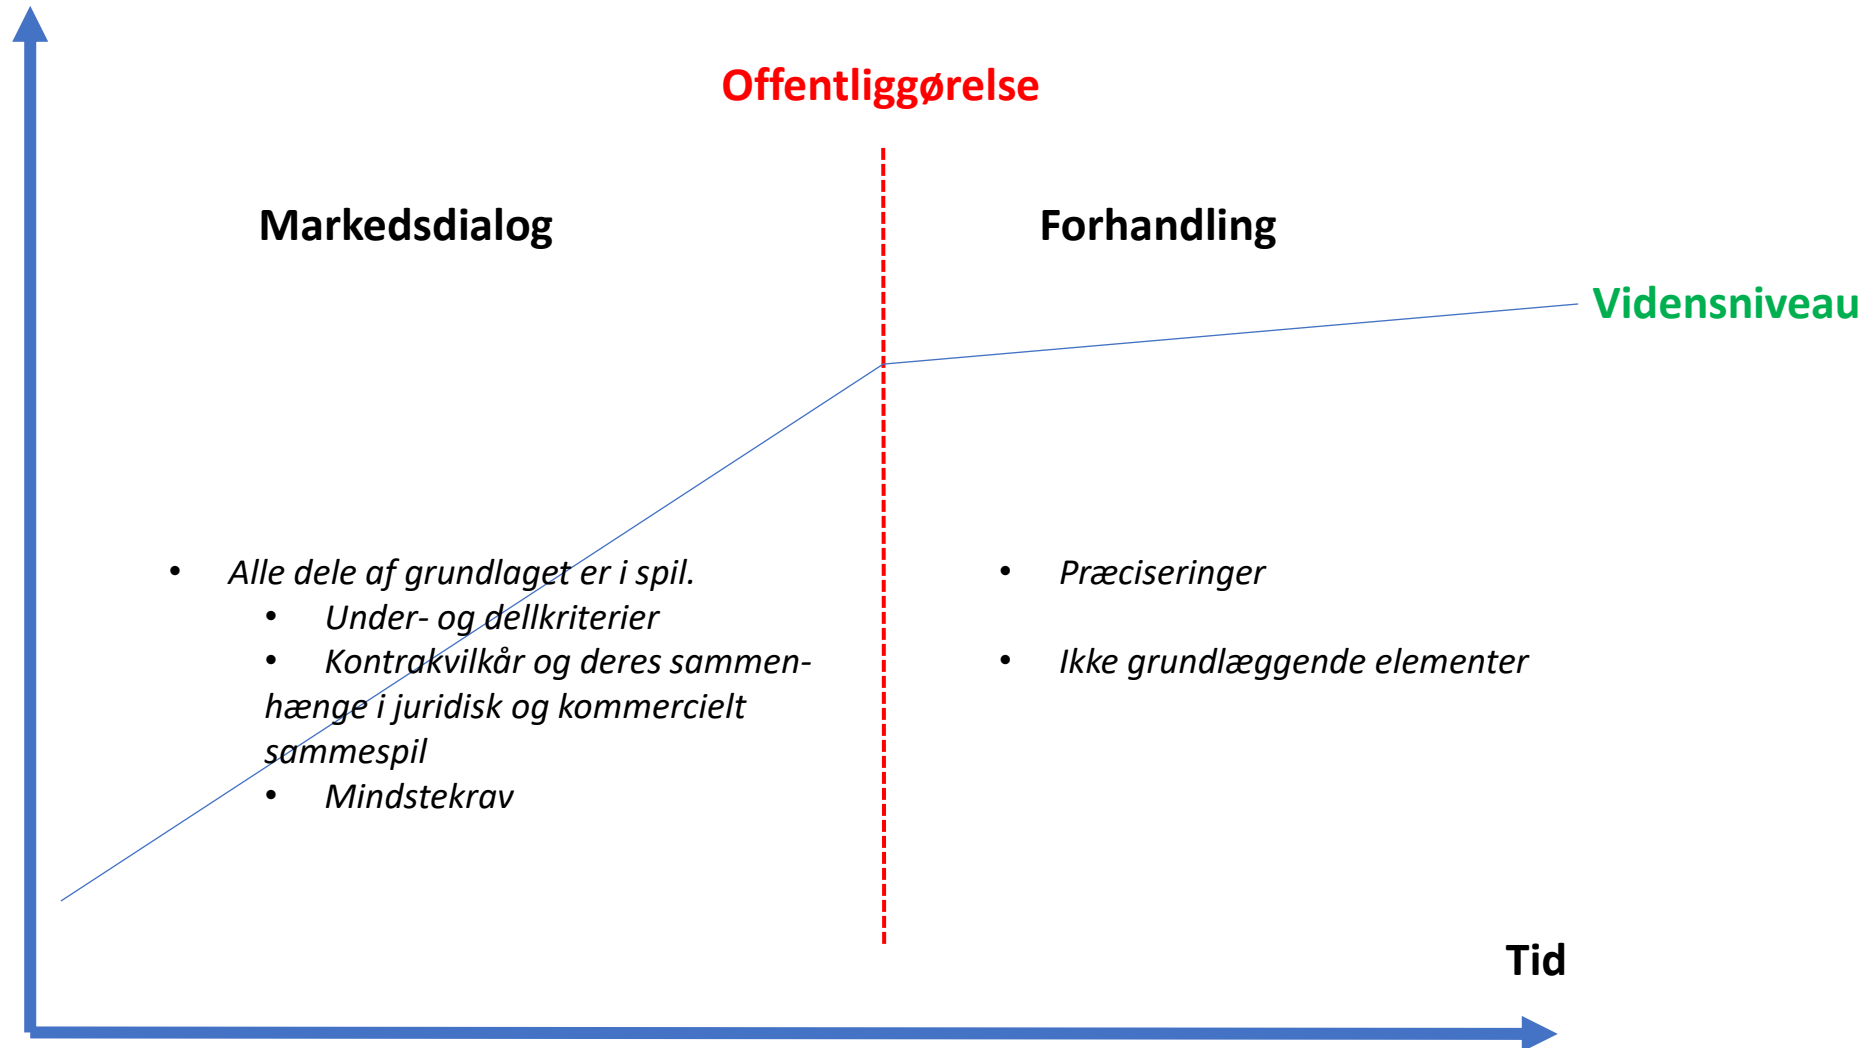 Offentliggørelse
Markedsdialog
Forhandling
Vidensniveau
• Alle dele af grundlaget er i spil.
• Under- og dellkriterier
• Kontrakvilkår og deres sammen-
hænge i juridisk og kommercielt
sammespil
• Mindstekrav
• Præciseringer
• Ikke grundlæggende elementer
Tid